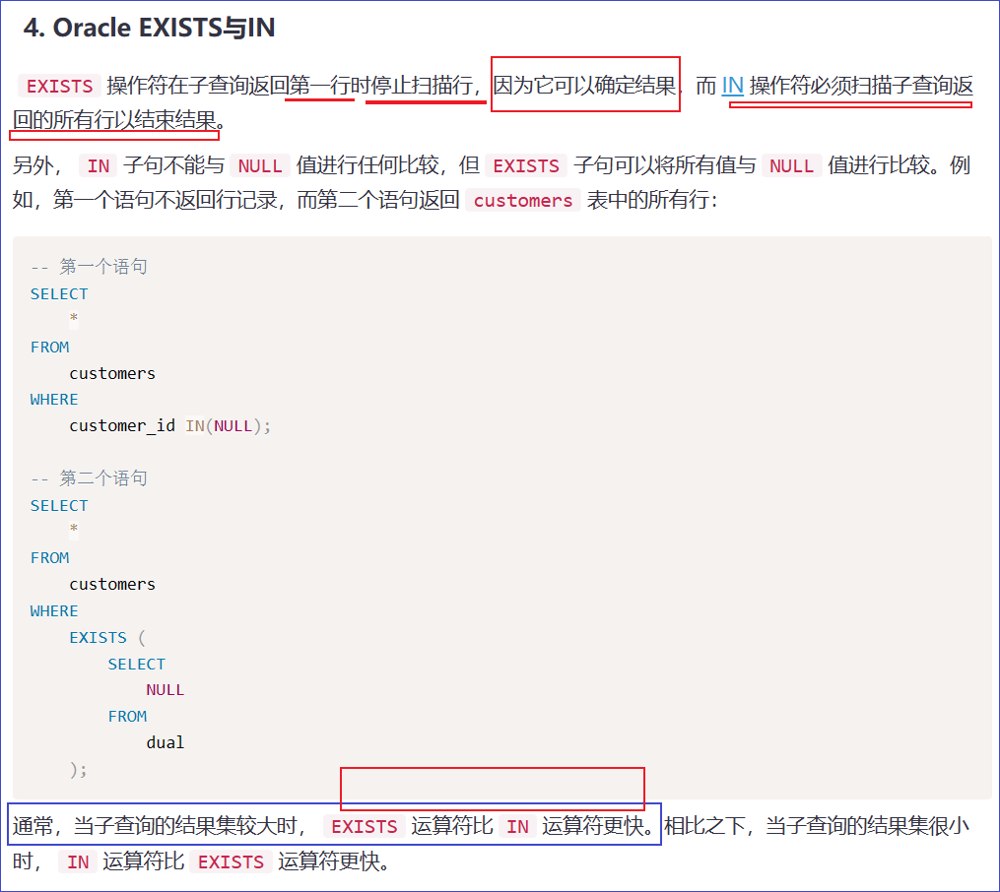 4. Oracle EXISTS与IN
EXISTS 操作符在子查询返回第一行时停止扫描行，因为它可以确定结果，而 IN 操作符必须扫描子查询返
回的所有行以结束结果。
另外， IN 子句不能与 NULL 值进行任何比较，但 EXISTS 子句可以将所有值与 NULL 值进行比较。例
如，第一个语句不返回行记录，而第二个语句返回 customers 表中的所有行：
-- 第一个语句
SELECT
*
FROM
customers
WHERE
customer_id IN(NULL);
-- 第二个语句
SELECT
*
FROM
customers
WHERE
EXISTS (
SELECT
NULL
FROM
dual
);
通常，当子查询的结果集较大时， EXISTS 运算符比 IN 运算符更快。相比之下，当子查询的结果集很小
时， IN 运算符比 EXISTS 运算符更快。